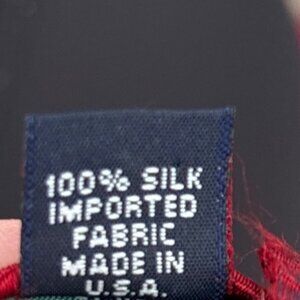 100% SILK
IMPORTED
FABRIC
MADE IN
U.S.A.